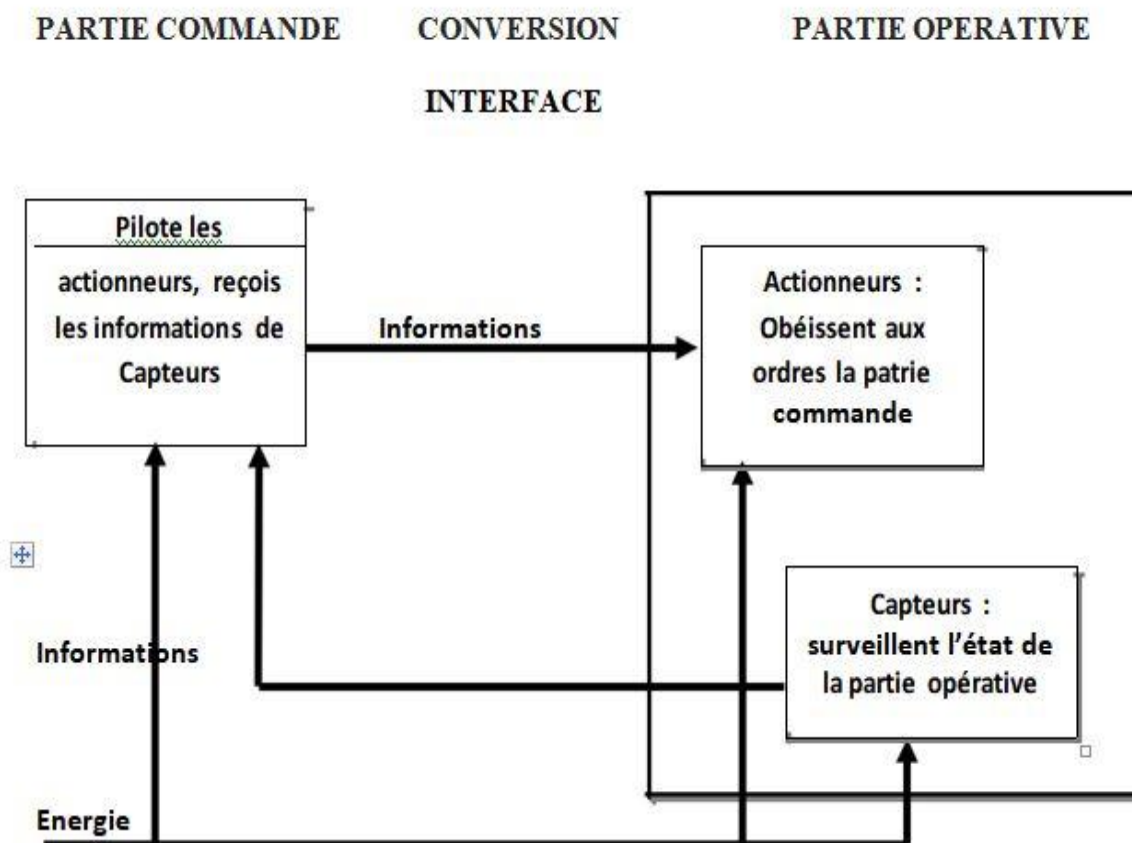 PARTIE COMMANDE
CONVERSION
PARTIE OPERATIVE
INTERFACE
Pilote les
actionneurs, reçois
les informations de
Capteurs
Informations
Actionneurs :
Obéissent aux
ordres la patrie
commande
Informations
Capteurs :
surveillent l'état de
la partie opérative
Energie